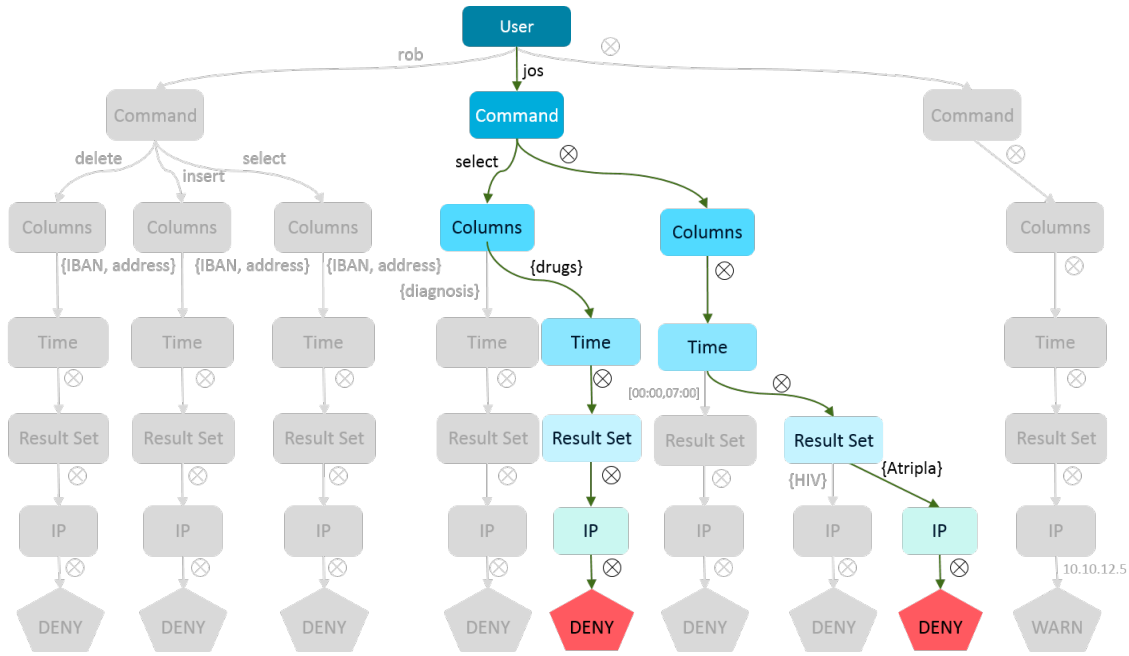 User
rob
⊗
jos
Command
Command
Command
delete
insert
select
select
⊗
⊗
Columns
Columns
Columns
Columns
Columns
Columns
{IBAN, address}
{IBAN, address}
{IBAN, address}
{diagnosis}
{drugs}
⊗
⊗
Time
Time
Time
Time
Time
Time
Time
⊗
⊗
⊗
⊗
⊗
[00:00,07:00]
⊗
⊗
Result Set
Result Set
Result Set
Result Set
Result Set
Result Set
Result Set
Result Set
⊗
⊗
⊗
⊗
⊗
⊗
{HIV}
{Atripla}
⊗
IP
IP
IP
IP
IP
IP
IP
IP
IP
⊗
⊗
⊗
⊗
⊗
⊗
⊗
⊗
10.10.12.5
DENY
DENY
DENY
DENY
DENY
DENY
DENY
DENY
WARN